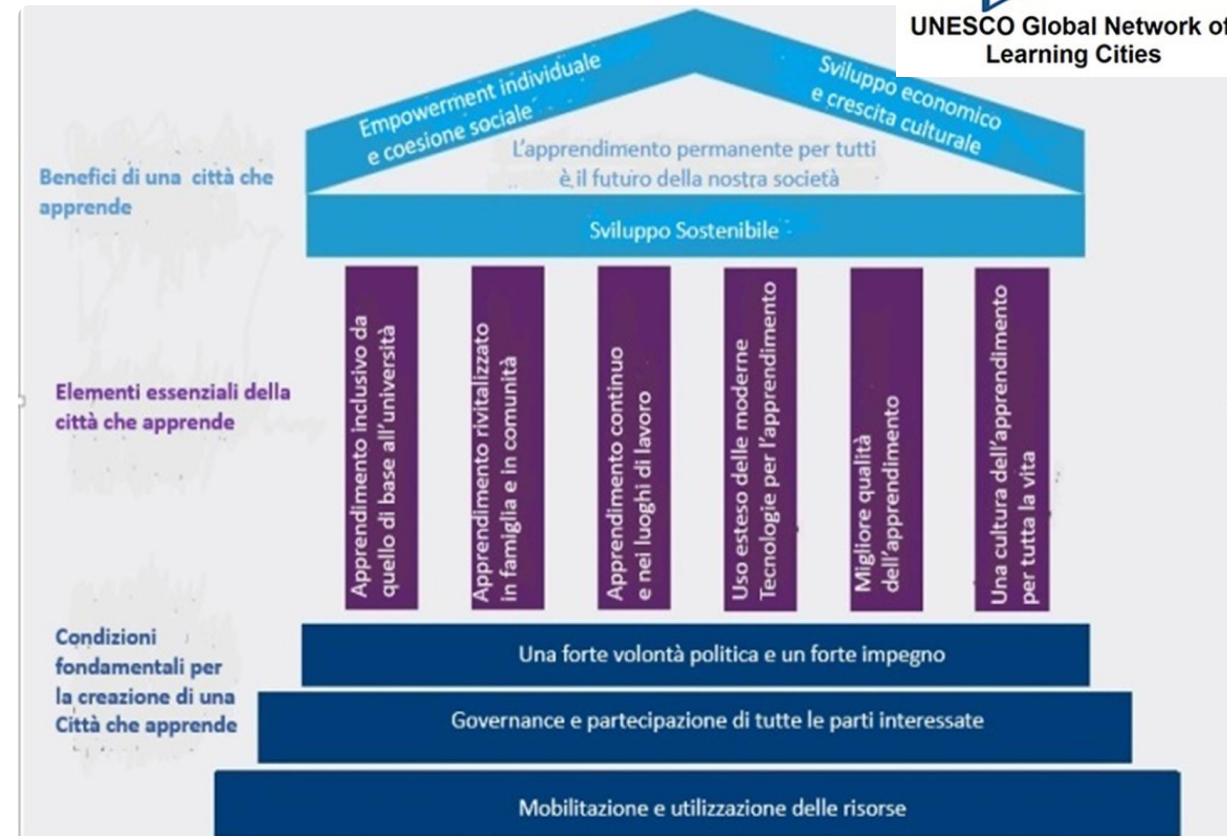 UNESCO Global Network of
Learning Cities
Empowerment individuale
e coesione sociale
Sviluppo economico
e crescita culturale
L'apprendimento permanente per tutti
è il futuro della nostra società
Benefici di una città che
apprende
Sviluppo Sostenibile
Elementi essenziali della
città che apprende
Apprendimento inclusivo da
quello di base all'università
Apprendimento rivitalizzato
in famiglia e in comunità
Apprendimento continuo
e nei luoghi di lavoro
Uso esteso delle moderne
Tecnologie per l'apprendimento
Migliore qualità
dell'apprendimento
Una cultura dell'apprendimento
per tutta la vita
Condizioni
fondamentali per
la creazione di una
Città che apprende
Una forte volontà politica e un forte impegno
Governance e partecipazione di tutte le parti interessate
Mobilitazione e utilizzazione delle risorse